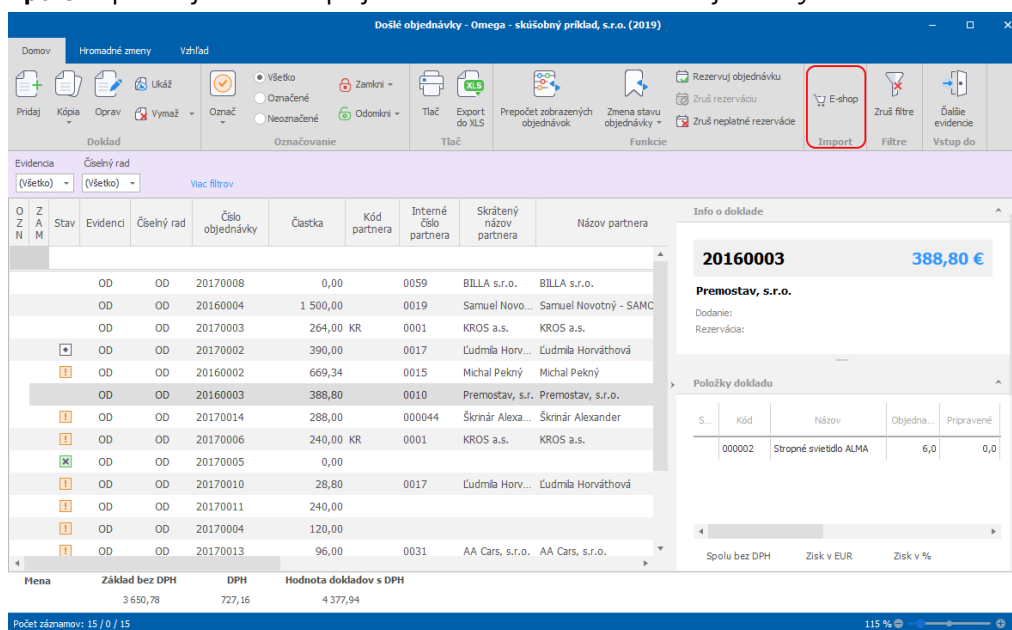 Došlé objednávky - Omega - skúšobný príklad, s.r.o. (2019)
Domov Hromadné zmeny Vzhľad
Pridaj Kópia Oprav Ukáž Vymaž
Doklad
Označ Všetko Označené Neoznačené Zamkni Odomkni
Označovanie
Tlač Export do XLS
Tlač
Prepočet zobrazených objednávok Zmena stavu objednávky Rezervuj objednávku Zruš rezerváciu Zruš neplatné rezervácie
Funkcie
E-shop
Import
Zruš filtre
Filtre
Ďalšie evidencie
Vstup do
Evidencia Číselný rad
(Všetko) (Všetko) Viac filtrov
O Z N Z A M Stav Evidenci Číselný rad Číslo objednávky Čiastka Kód partnera Interné číslo partnera Skrátený názov partnera Názov partnera
OD OD 20170008 0,00 0059 BILLA s.r.o. BILLA s.r.o.
OD OD 20160004 1 500,00 0019 Samuel Novo... Samuel Novotný - SAMO
OD OD 20170003 264,00 KR 0001 KROS a.s. KROS a.s.
OD OD 20170002 390,00 0017 Ľudmila Horv... Ľudmila Horváthová
OD OD 20160002 669,34 0015 Michal Pekný Michal Pekný
OD OD 20160003 388,80 0010 Premostav, s.r. Premostav, s.r.o.
OD OD 20170014 288,00 000044 Škrinár Alexa... Škrinár Alexander
OD OD 20170006 240,00 KR 0001 KROS a.s. KROS a.s.
OD OD 20170005 0,00
OD OD 20170010 28,80 0017 Ľudmila Horv... Ľudmila Horváthová
OD OD 20170011 240,00
OD OD 20170004 120,00
OD OD 20170013 96,00 0031 AA Cars, s.r.o. AA Cars, s.r.o.
Info o doklade
20160003 388,80 €
Premostav, s.r.o.
Dodanie:
Rezervácia:
Položky dokladu
S... Kód Názov Objedna... Pripravené
000002 Stropné svietidlo ALMA 6,0 0,0
Spolu bez DPH Zisk v EUR Zisk v %
Mena Základ bez DPH DPH Hodnota dokladov s DPH
3 650,78 727,16 4 377,94
Počet záznamov: 15 / 0 / 15 115 %